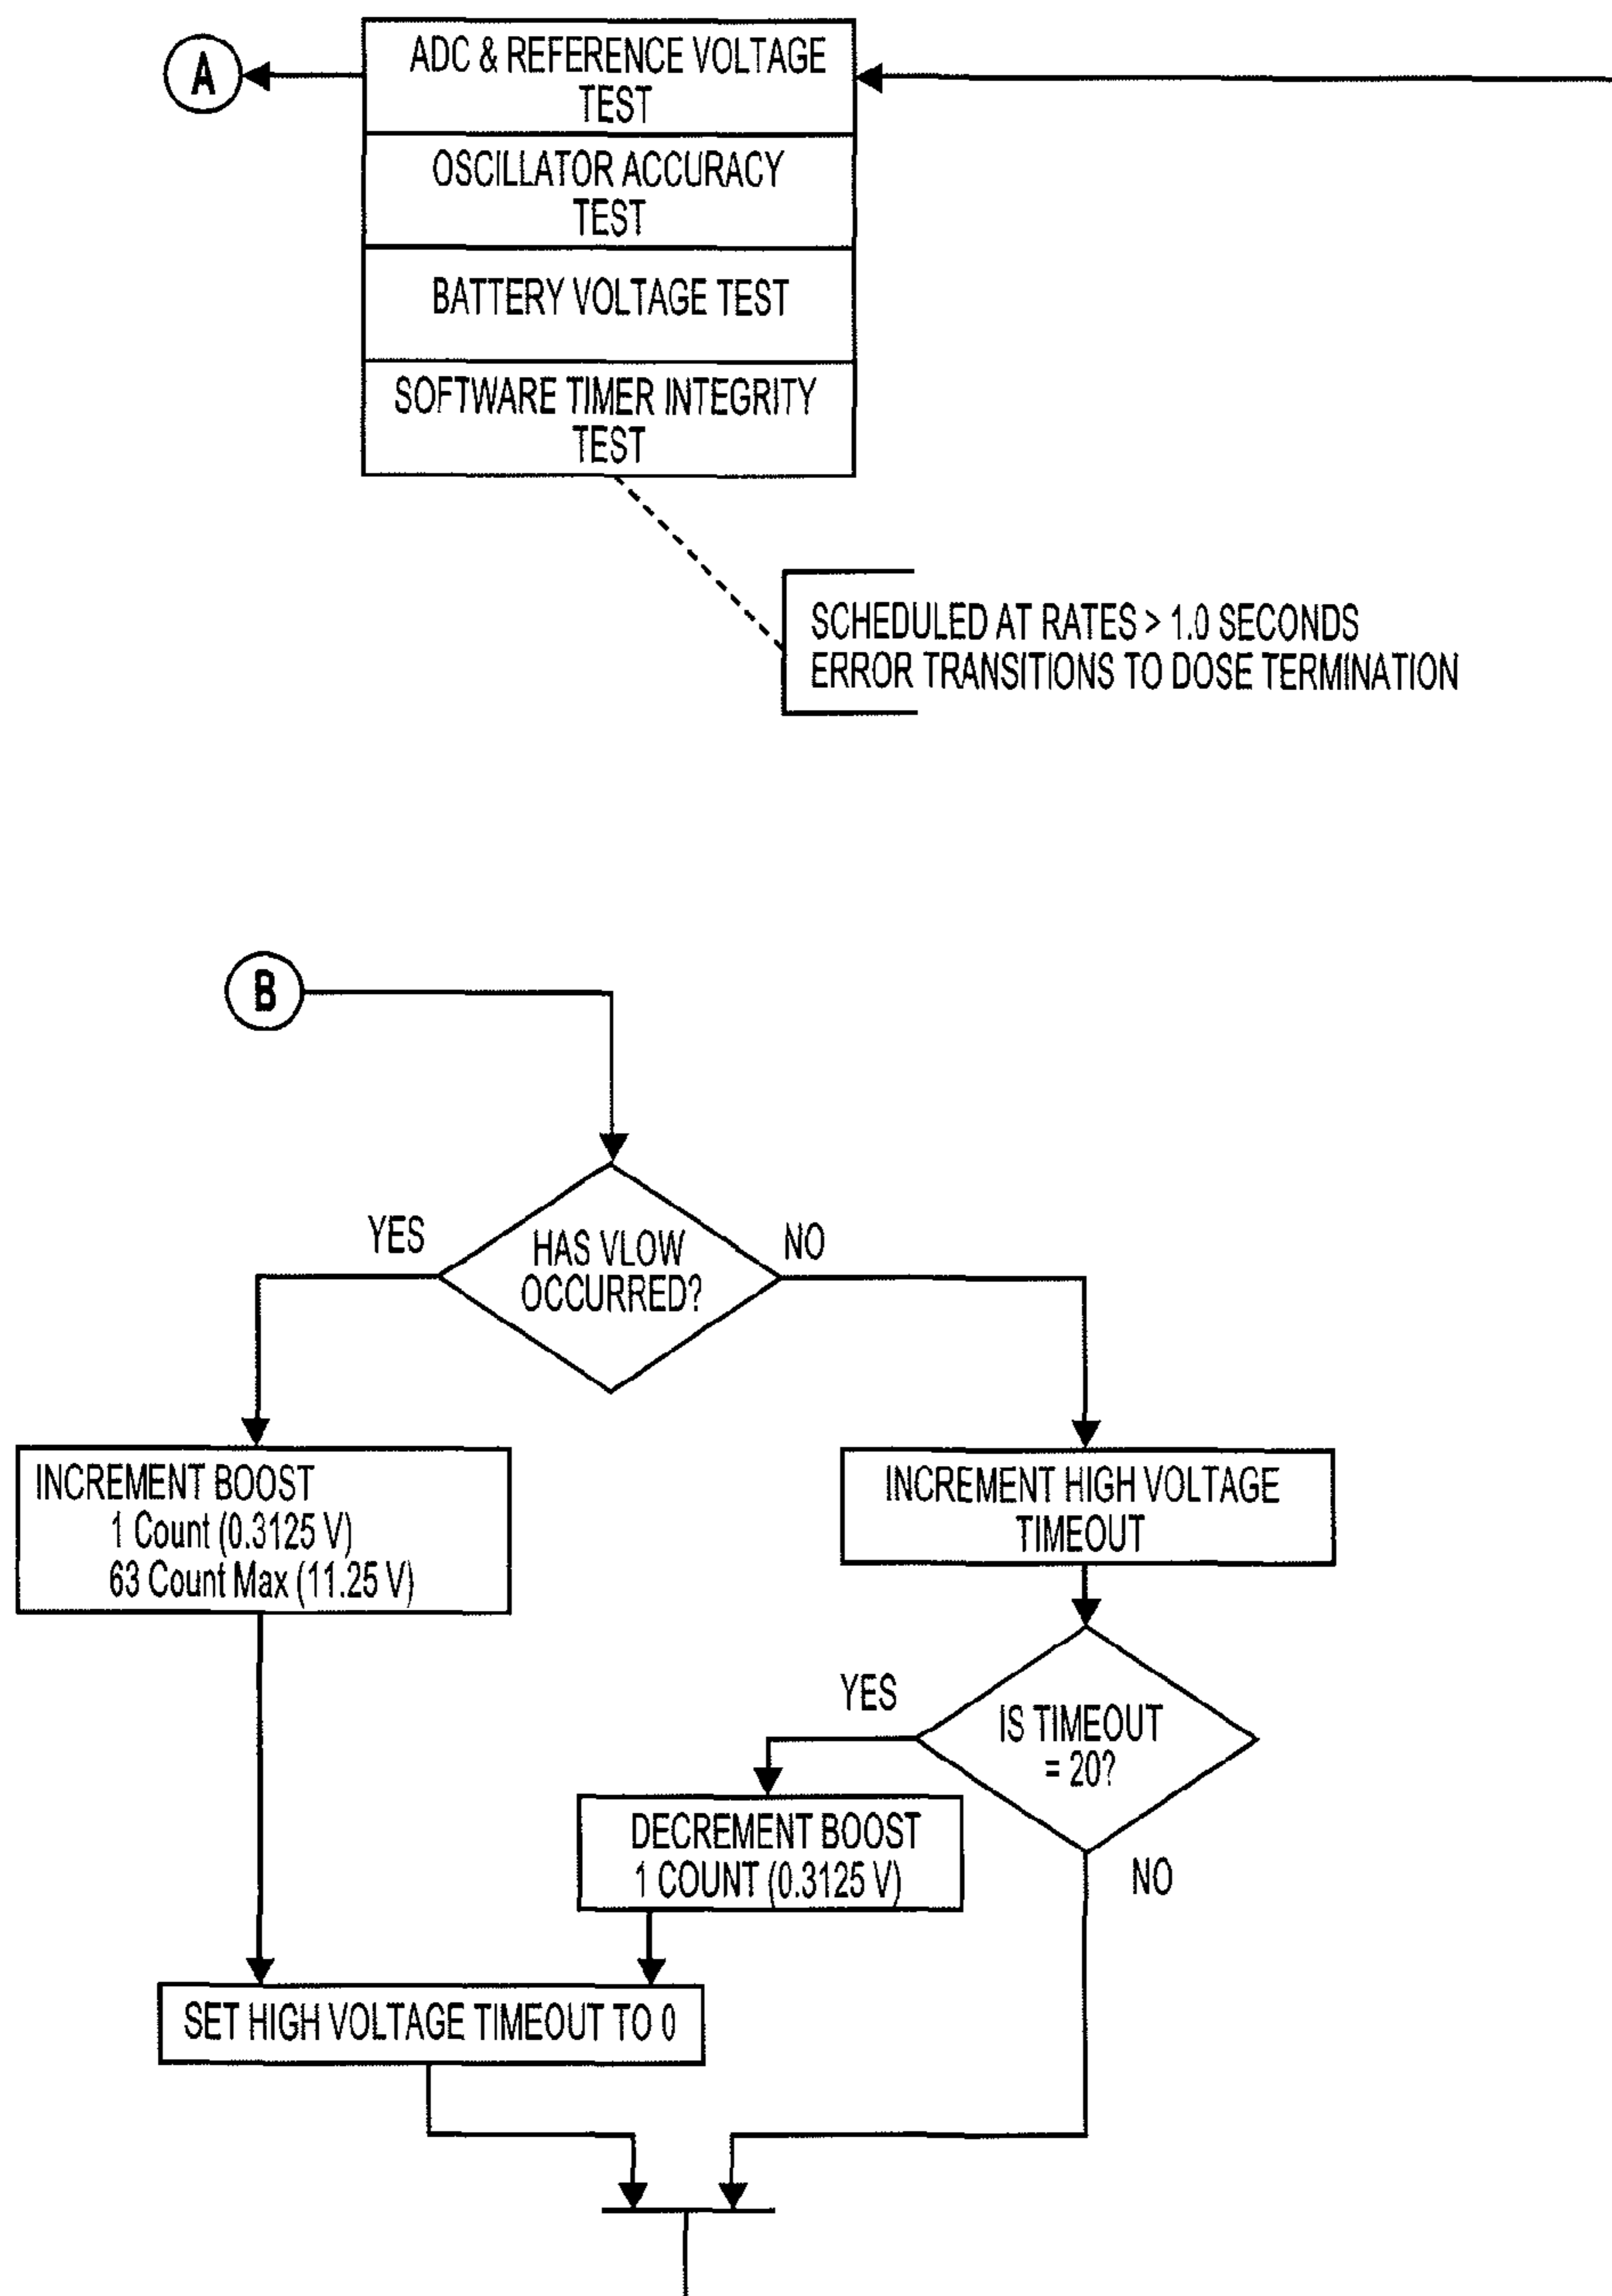 A
ADC & REFERENCE VOLTAGE
TEST
OSCILLATOR ACCURACY
TEST
BATTERY VOLTAGE TEST
SOFTWARE TIMER INTEGRITY
TEST
SCHEDULED AT RATES > 1.0 SECONDS
ERROR TRANSITIONS TO DOSE TERMINATION
B
HAS VLOW
OCCURRED?
YES
NO
INCREMENT BOOST
1 Count (0.3125 V)
63 Count Max (11.25 V)
INCREMENT HIGH VOLTAGE
TIMEOUT
IS TIMEOUT
= 20?
YES
NO
DECREMENT BOOST
1 COUNT (0.3125 V)
SET HIGH VOLTAGE TIMEOUT TO 0